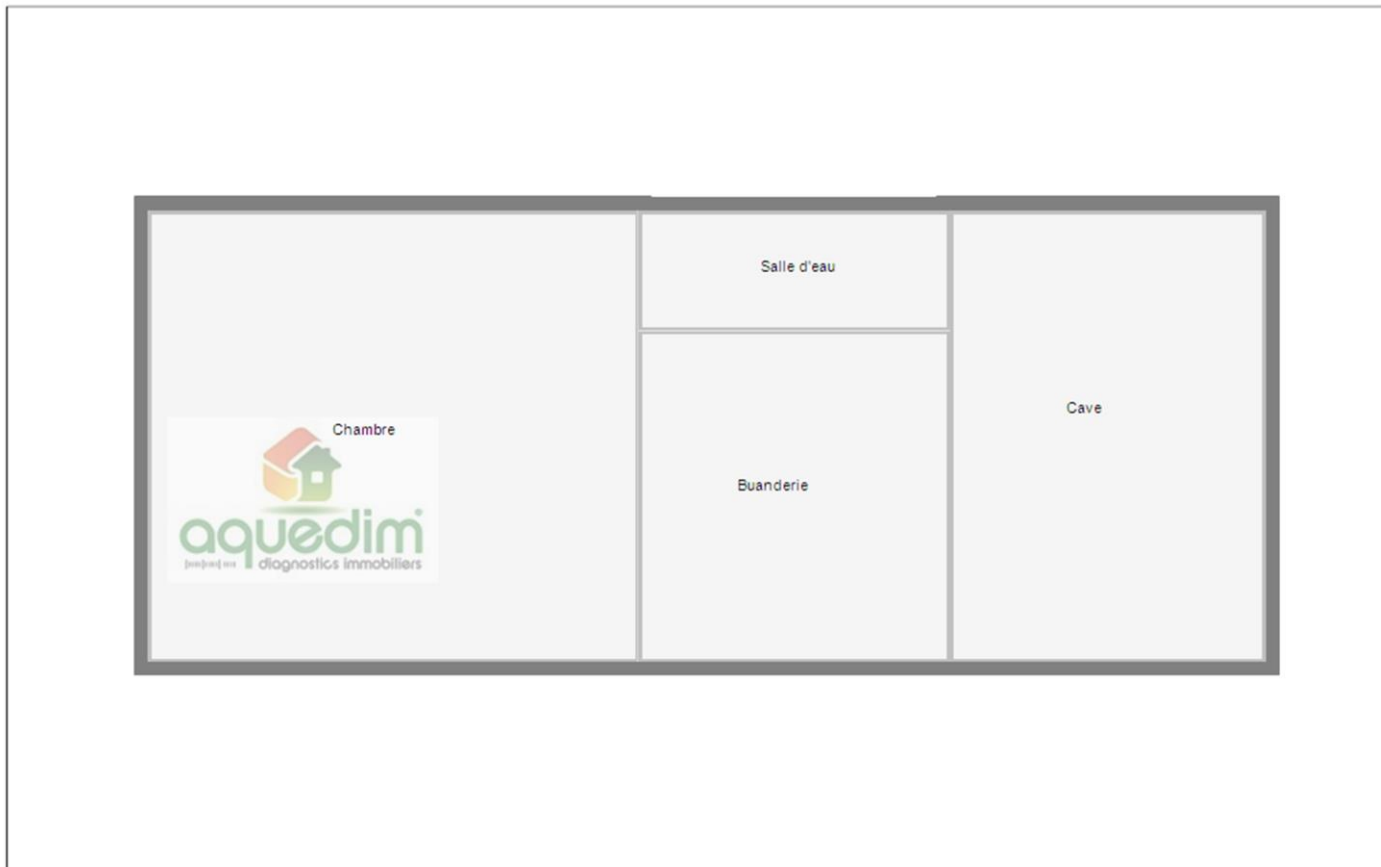 Salle d'eau
Cave
Chambre
Buanderie
aquedim
diagnostics immobiliers